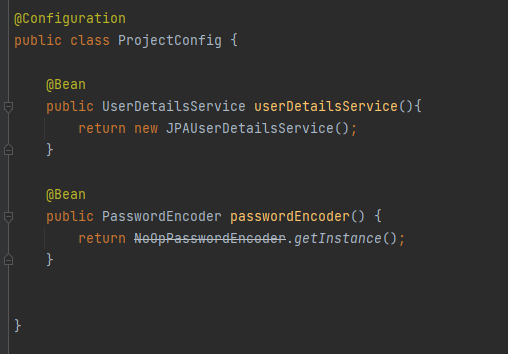 @Configuration
public class ProjectConfig {
@Bean
public UserDetailsService userDetailsService(){
return new JPAUserDetailsService();
}
@Bean
public PasswordEncoder passwordEncoder() {
return NoOpPasswordEncoder.getInstance();
}
}